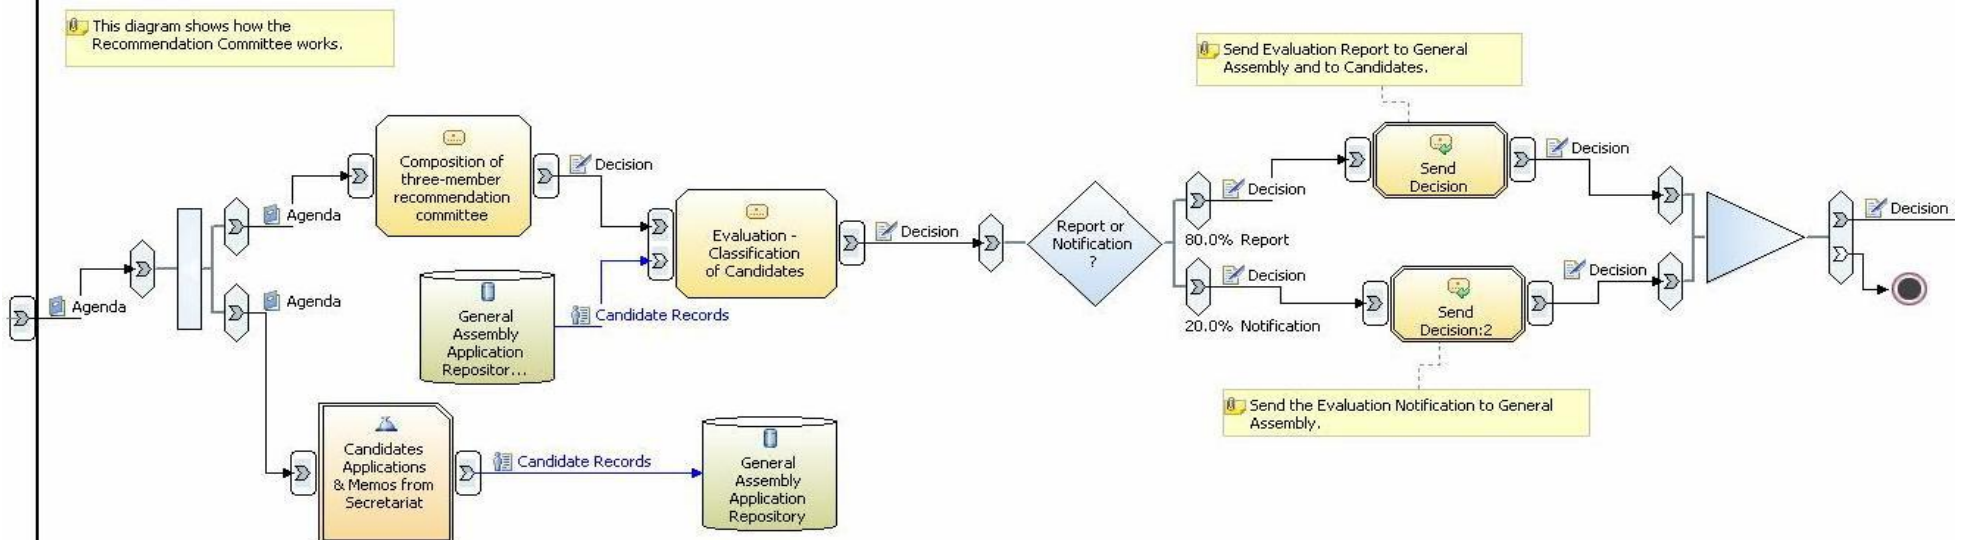 This diagram shows how the
Recommendation Committee works.
Agenda
Agenda
Agenda
Composition of
three-member
recommendation
committee
Decision
General
Assembly
Application
Repositor...
Candidate Records
Evaluation -
Classification
of Candidates
Decision
Candidates
Applications
& Memos from
Secretariat
Candidate Records
General
Assembly
Application
Repository
Report or
Notification
?
Decision
80.0% Report
Decision
20.0% Notification
Send Evaluation Report to General
Assembly and to Candidates.
Send
Decision
Decision
Send
Decision:2
Decision
Send the Evaluation Notification to General
Assembly.
Decision